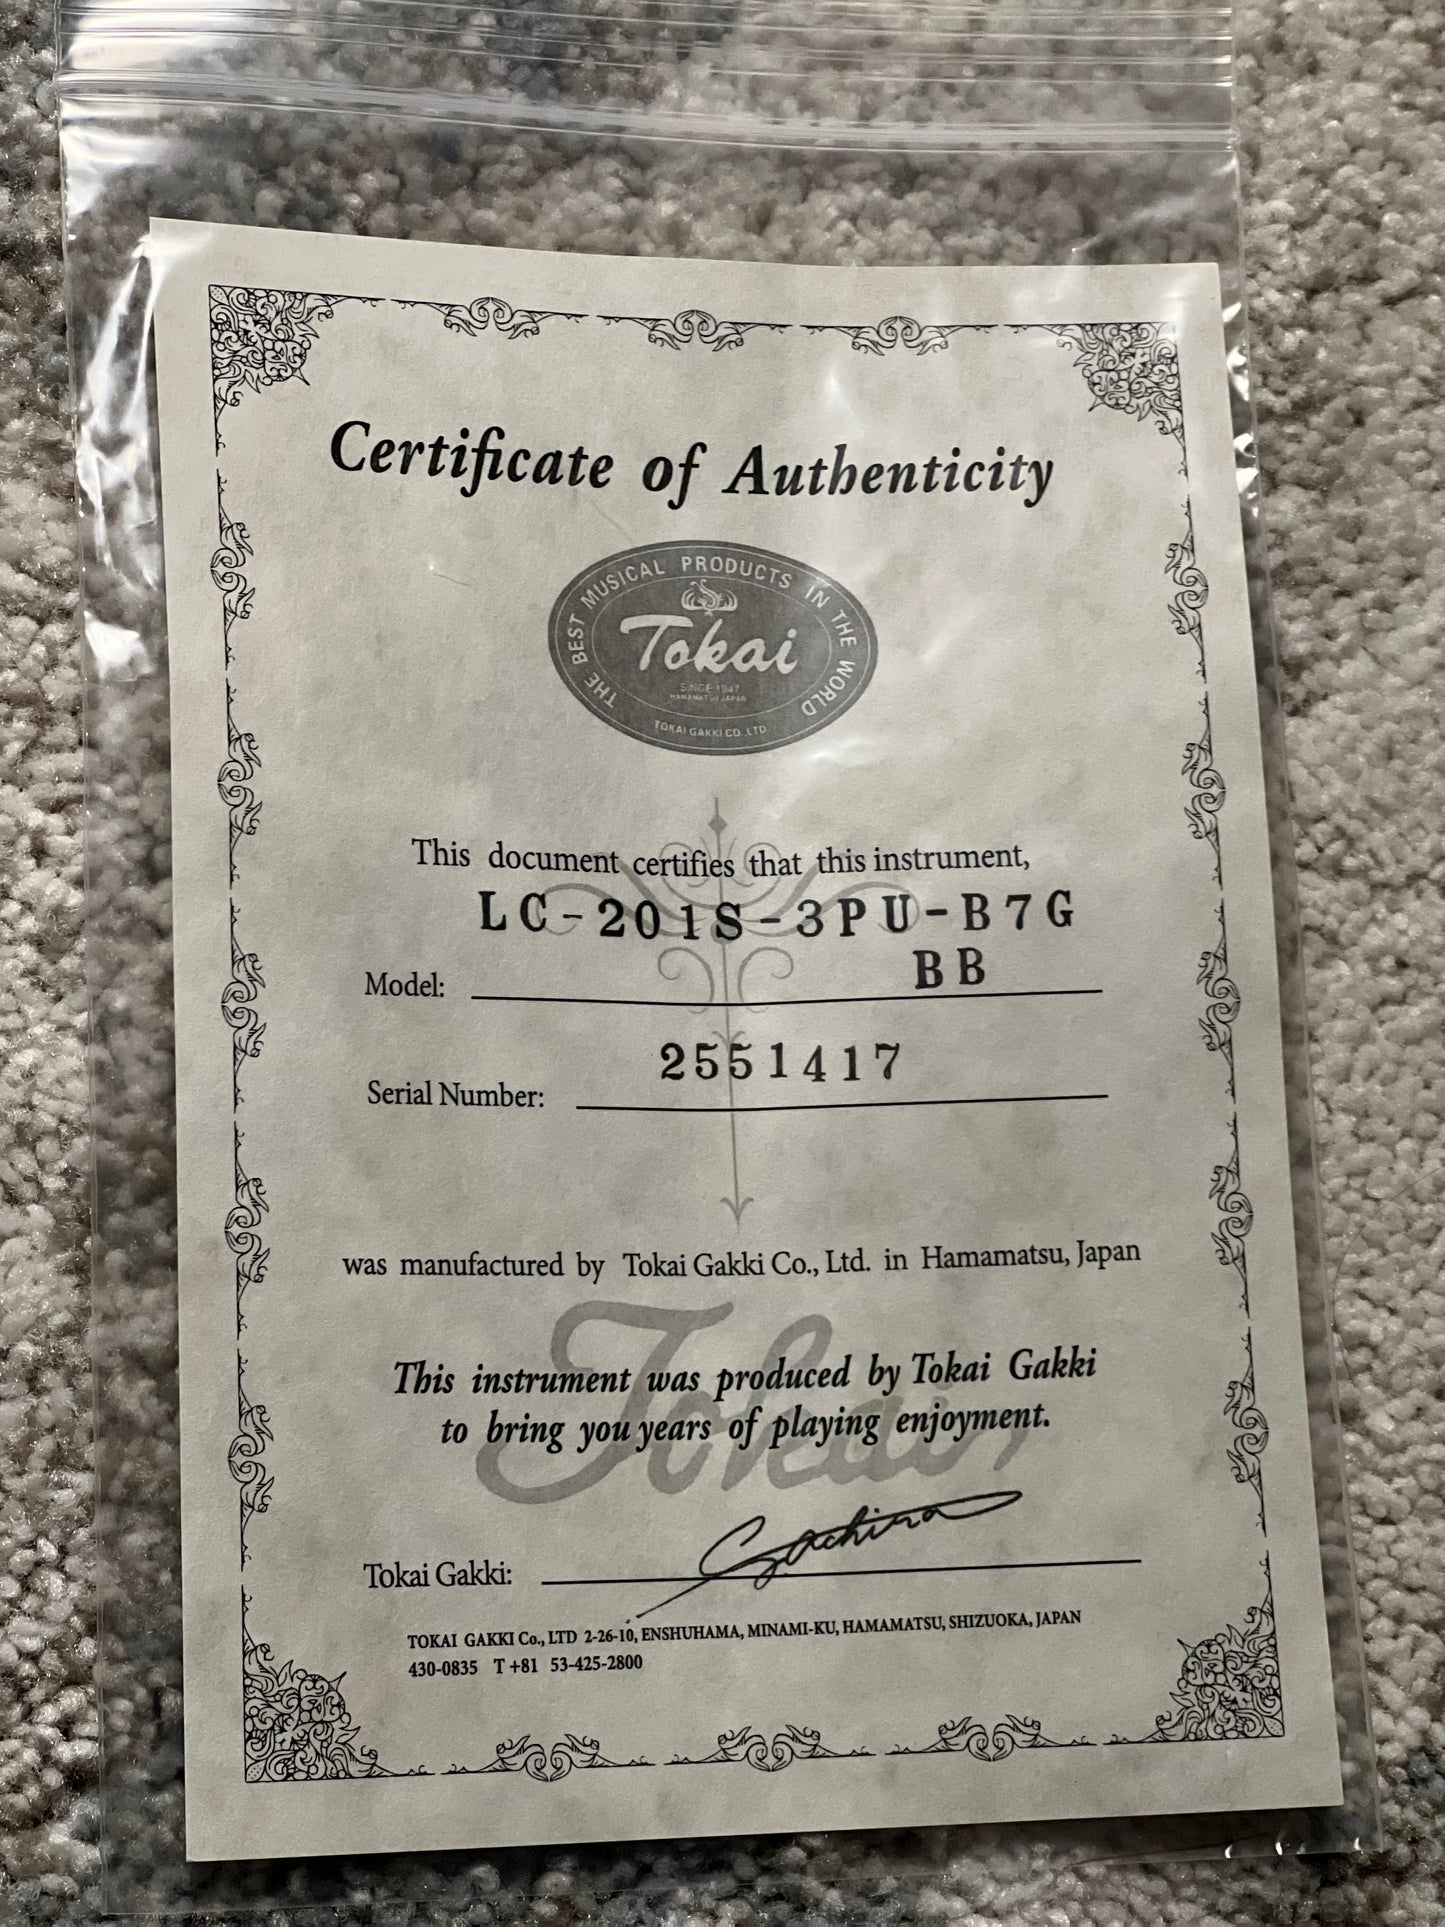 Certificate of Authenticity
THE BEST MUSICAL PRODUCTS IN THE WORLD
Tokai
SINCE 1947
HAMAMATSU JAPAN
TOKAI GAKKI CO.,LTD
This document certifies that this instrument,
LC-201S-3PU-B7G
BB
Model:
2551417
Serial Number:
was manufactured by Tokai Gakki Co., Ltd. in Hamamatsu, Japan
Tokai
This instrument was produced by Tokai Gakki
to bring you years of playing enjoyment.
Tokai Gakki:
TOKAI GAKKI Co., LTD 2-26-10, ENSHUHAMA, MINAMI-KU, HAMAMATSU, SHIZUOKA, JAPAN
430-0835 T +81 53-425-2800